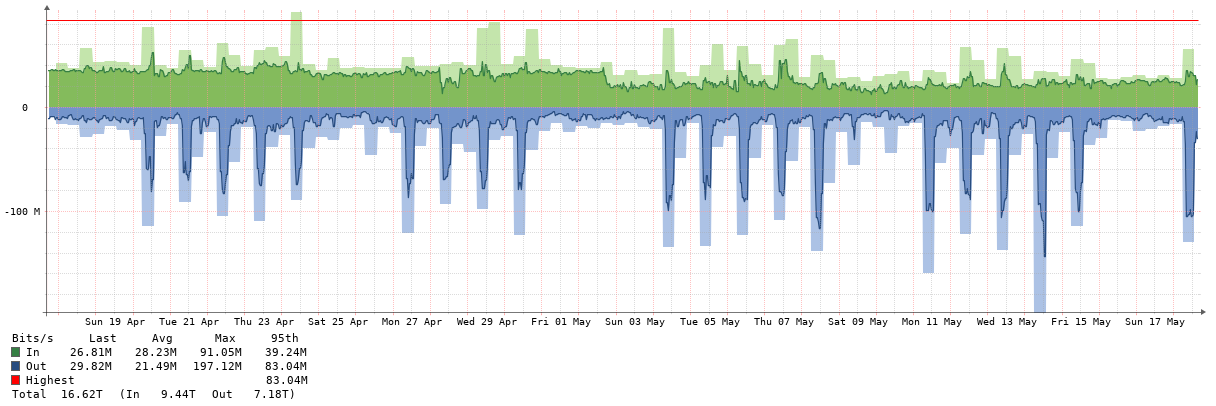 0
-100 M
Sun 19 Apr Tue 21 Apr Thu 23 Apr Sat 25 Apr Mon 27 Apr Wed 29 Apr Fri 01 May Sun 03 May Tue 05 May Thu 07 May Sat 09 May Mon 11 May Wed 13 May Fri 15 May Sun 17 May
Bits/s Last Avg Max 95th
In 26.81M 28.23M 91.05M 39.24M
Out 29.82M 21.49M 197.12M 83.04M
Highest 83.04M
Total 16.62T (In 9.44T Out 7.18T)